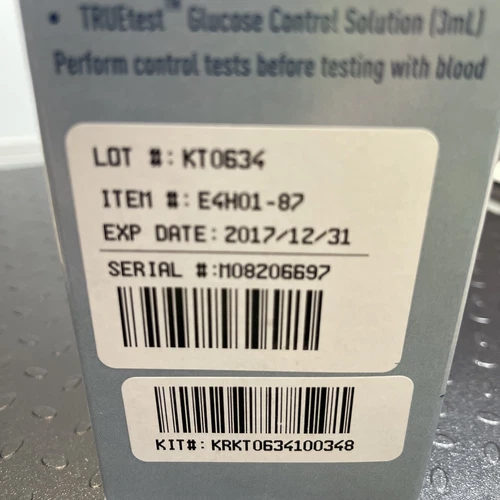 • TRUEtest™ Glucose Control Solution (3mL)
Perform control tests before testing with blood
LOT #: KT0634
ITEM #: E4H01-87
EXP DATE: 2017/12/31
SERIAL #:M08206697
KIT#: KRKT0634100348